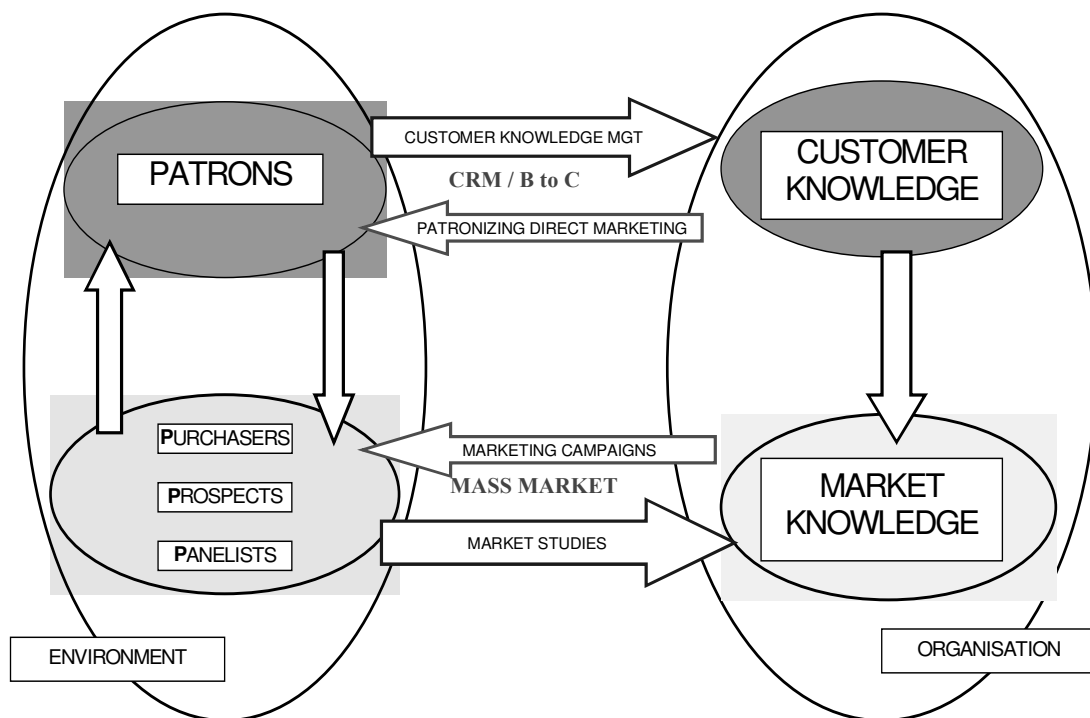 PATRONS
CUSTOMER KNOWLEDGE MGT
CRM / B to C
PATRONIZING DIRECT MARKETING
CUSTOMER
KNOWLEDGE
PURCHASERS
PROSPECTS
PANELISTS
MARKETING CAMPAIGNS
MASS MARKET
MARKET STUDIES
MARKET
KNOWLEDGE
ENVIRONMENT
ORGANISATION